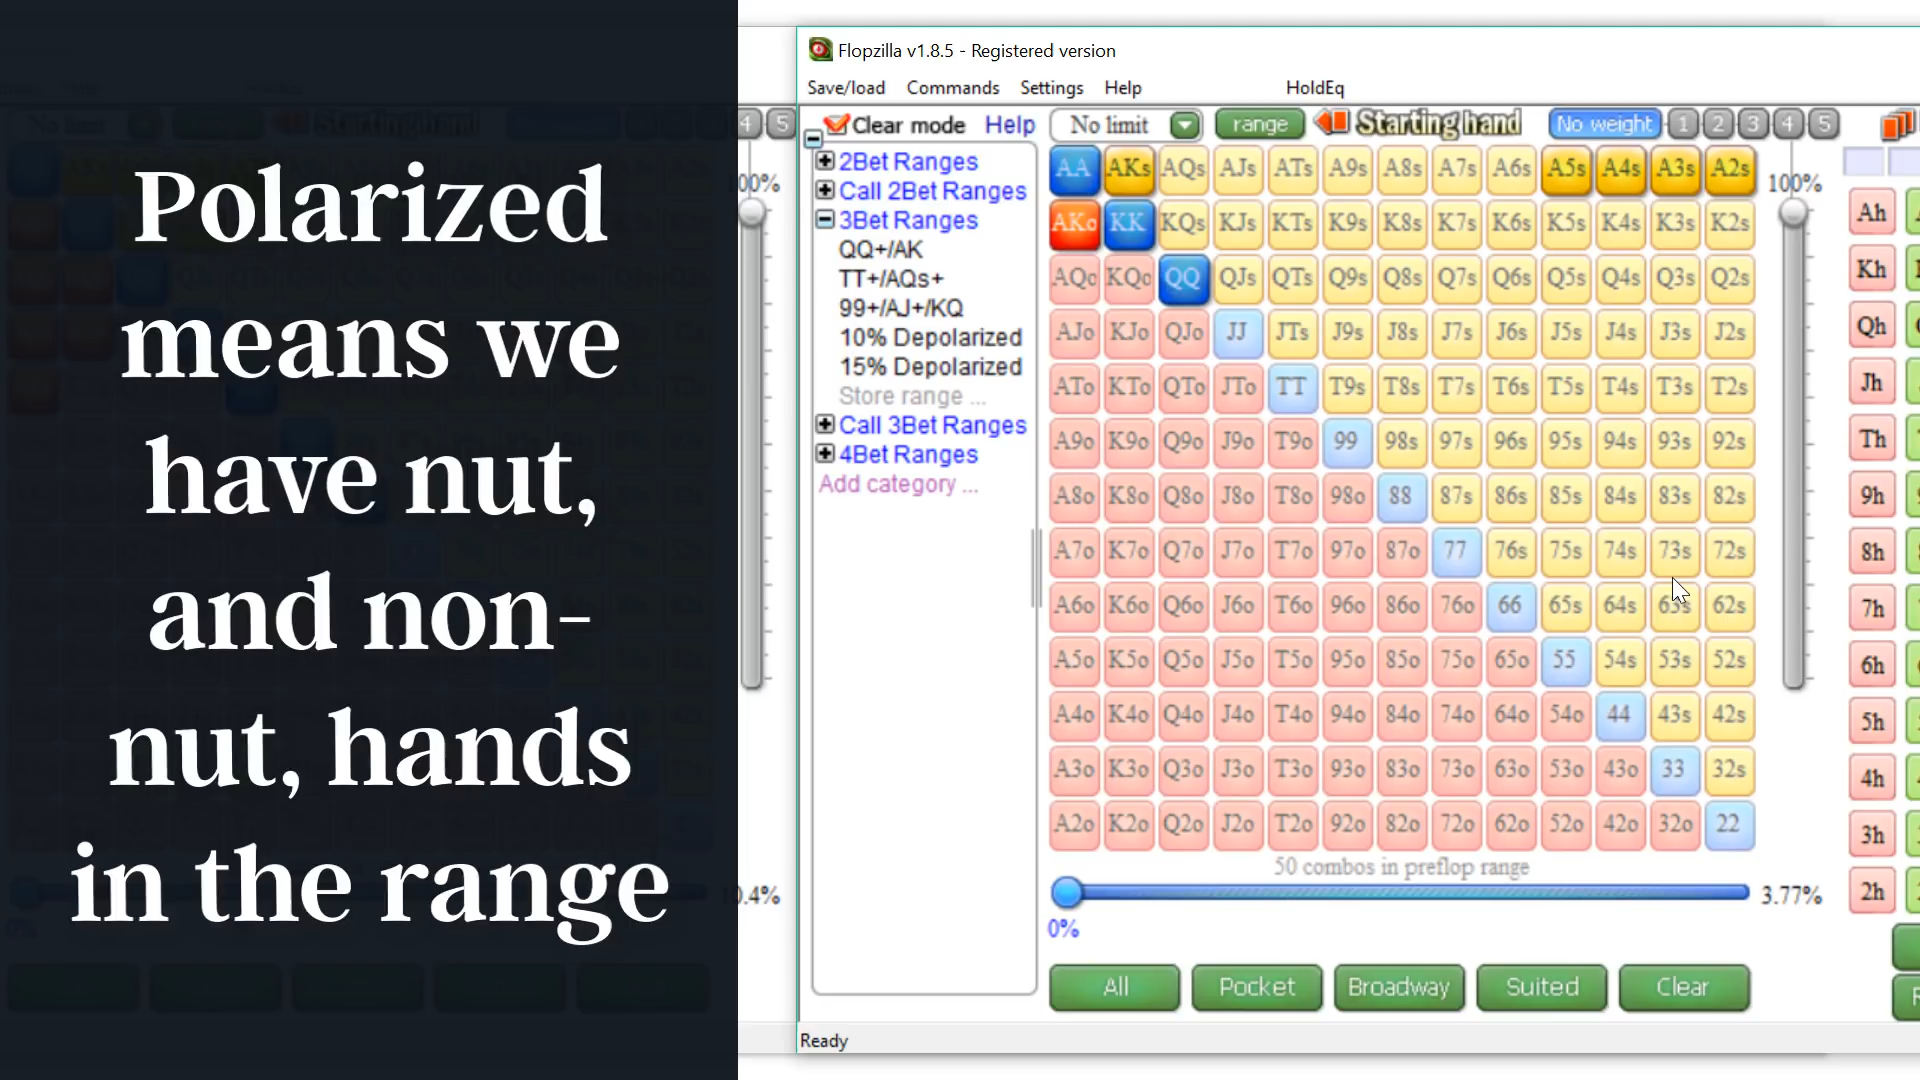 Polarized
means we
have nut,
and non-
nut, hands
in the range
Flopzilla v1.8.5 - Registered version
Save/load Commands Settings Help HoldEq
Clear mode Help
No limit range Starting hand No weight 1 2 3 4 5
4 5
2Bet Ranges
Call 2Bet Ranges
3Bet Ranges
QQ+/AK
TT+/AQs+
99+/AJ+/KQ
10% Depolarized
15% Depolarized
Store range ...
Call 3Bet Ranges
4Bet Ranges
Add category ...
AA AKs AQs AJs ATs A9s A8s A7s A6s A5s A4s A3s A2s
AKo KK KQs KJs KTs K9s K8s K7s K6s K5s K4s K3s K2s
AQo KQo QQ QJs QTs Q9s Q8s Q7s Q6s Q5s Q4s Q3s Q2s
AJo KJo QJo JJ JTs J9s J8s J7s J6s J5s J4s J3s J2s
ATo KTo QTo JTo TT T9s T8s T7s T6s T5s T4s T3s T2s
A9o K9o Q9o J9o T9o 99 98s 97s 96s 95s 94s 93s 92s
A8o K8o Q8o J8o T8o 98o 88 87s 86s 85s 84s 83s 82s
A7o K7o Q7o J7o T7o 97o 87o 77 76s 75s 74s 73s 72s
A6o K6o Q6o J6o T6o 96o 86o 76o 66 65s 64s 63s 62s
A5o K5o Q5o J5o T5o 95o 85o 75o 65o 55 54s 53s 52s
A4o K4o Q4o J4o T4o 94o 84o 74o 64o 54o 44 43s 42s
A3o K3o Q3o J3o T3o 93o 83o 73o 63o 53o 43o 33 32s
A2o K2o Q2o J2o T2o 92o 82o 72o 62o 52o 42o 32o 22
100%
00%
Ah
Kh
Qh
Jh
Th
9h
8h
7h
6h
5h
4h
3h
2h
50 combos in preflop range
3.77%
0.4%
0%
All Pocket Broadway Suited Clear
Ready